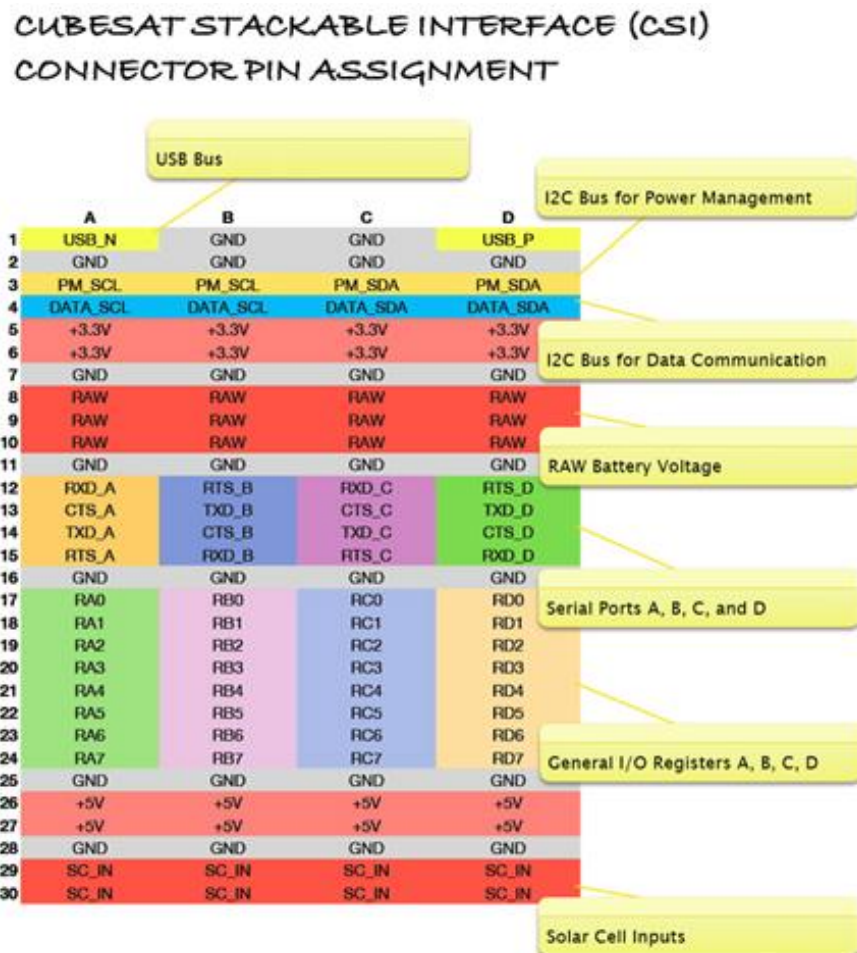 CUBESAT STACKABLE INTERFACE (CSI)
CONNECTOR PIN ASSIGNMENT
USB Bus
I2C Bus for Power Management
A B C D
1 USB_N GND GND USB_P
2 GND GND GND GND
3 PM_SCL PM_SCL PM_SDA PM_SDA
4 DATA_SCL DATA_SCL DATA_SDA DATA_SDA
5 +3.3V +3.3V +3.3V +3.3V
6 +3.3V +3.3V +3.3V +3.3V
I2C Bus for Data Communication
7 GND GND GND GND
8 RAW RAW RAW RAW
9 RAW RAW RAW RAW
10 RAW RAW RAW RAW
11 GND GND GND GND
RAW Battery Voltage
12 RXD_A RTS_B RXD_C RTS_D
13 CTS_A TXD_B CTS_C TXD_D
14 TXD_A CTS_B TXD_C CTS_D
15 RTS_A RXD_B RTS_C RXD_D
16 GND GND GND GND
17 RA0 RB0 RC0 RD0
Serial Ports A, B, C, and D
18 RA1 RB1 RC1 RD1
19 RA2 RB2 RC2 RD2
20 RA3 RB3 RC3 RD3
21 RA4 RB4 RC4 RD4
22 RA5 RB5 RC5 RD5
23 RA6 RB6 RC6 RD6
24 RA7 RB7 RC7 RD7
General I/O Registers A, B, C, D
25 GND GND GND GND
26 +5V +5V +5V +5V
27 +5V +5V +5V +5V
28 GND GND GND GND
29 SC_IN SC_IN SC_IN SC_IN
30 SC_IN SC_IN SC_IN SC_IN
Solar Cell Inputs